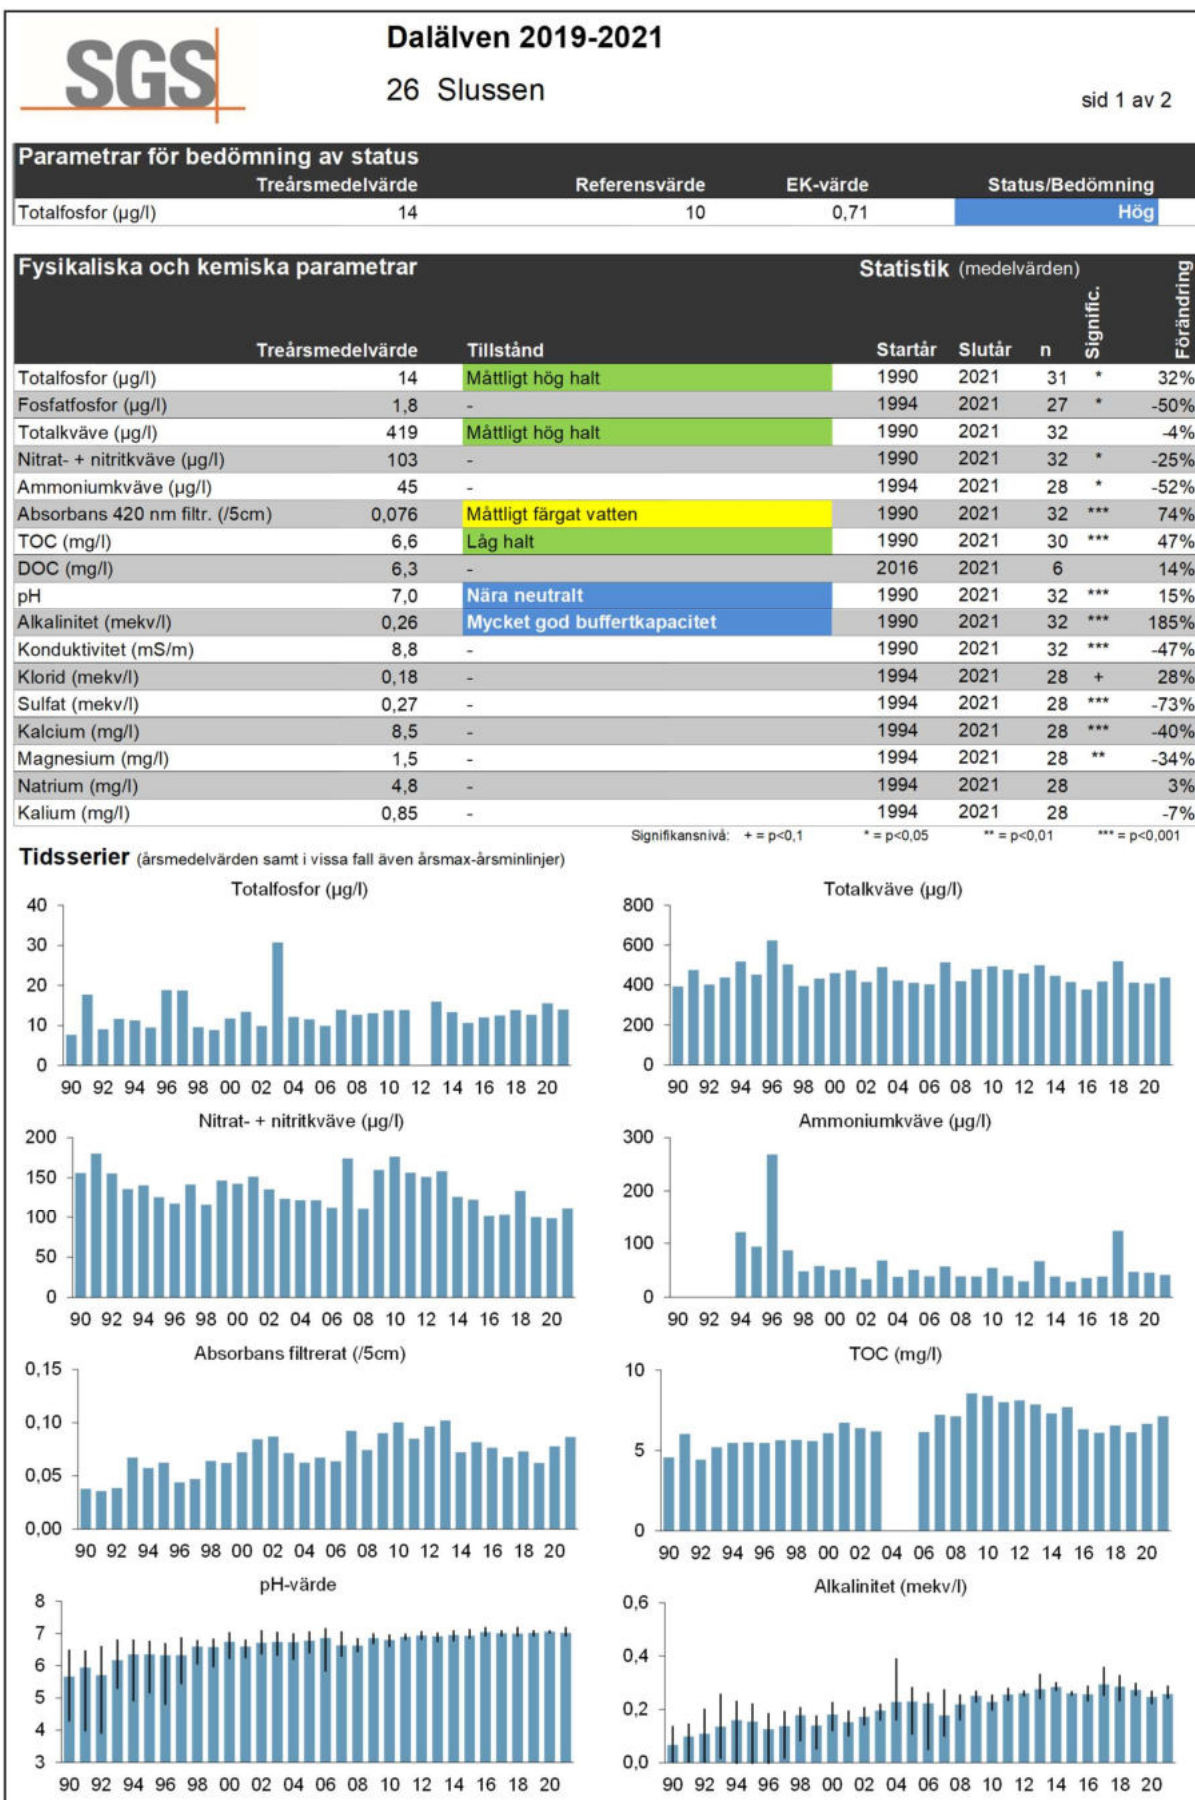 SGS
Dalälven 2019-2021
26 Slussen
sid 1 av 2
Parametrar för bedömning av status
Treårsmedelvärde Referensvärde EK-värde Status/Bedömning
Totalfosfor (µg/l) 14 10 0,71 Hög
Fysikaliska och kemiska parametrar Statistik (medelvärden)
Treårsmedelvärde Tillstånd Startår Slutår n Signific. Förändring
Totalfosfor (µg/l) 14 Måttligt hög halt 1990 2021 31 * 32%
Fosfatfosfor (µg/l) 1,8 - 1994 2021 27 * -50%
Totalkväve (µg/l) 419 Måttligt hög halt 1990 2021 32 -4%
Nitrat- + nitritkväve (µg/l) 103 - 1990 2021 32 * -25%
Ammoniumkväve (µg/l) 45 - 1994 2021 28 * -52%
Absorbans 420 nm filtr. (/5cm) 0,076 Måttligt färgat vatten 1990 2021 32 *** 74%
TOC (mg/l) 6,6 Låg halt 1990 2021 30 *** 47%
DOC (mg/l) 6,3 - 2016 2021 6 14%
pH 7,0 Nära neutralt 1990 2021 32 *** 15%
Alkalinitet (mekv/l) 0,26 Mycket god buffertkapacitet 1990 2021 32 *** 185%
Konduktivitet (mS/m) 8,8 - 1990 2021 32 *** -47%
Klorid (mekv/l) 0,18 - 1994 2021 28 + 28%
Sulfat (mekv/l) 0,27 - 1994 2021 28 *** -73%
Kalcium (mg/l) 8,5 - 1994 2021 28 *** -40%
Magnesium (mg/l) 1,5 - 1994 2021 28 ** -34%
Natrium (mg/l) 4,8 - 1994 2021 28 3%
Kalium (mg/l) 0,85 - 1994 2021 28 -7%
Signifikansnivå: + = p<0,1 * = p<0,05 ** = p<0,01 *** = p<0,001
Tidsserier (årsmedelvärden samt i vissa fall även årsmax-årsminlinjer)
Totalfosfor (µg/l)
40
30
20
10
0
90 92 94 96 98 00 02 04 06 08 10 12 14 16 18 20
Totalkväve (µg/l)
800
600
400
200
0
90 92 94 96 98 00 02 04 06 08 10 12 14 16 18 20
Nitrat- + nitritkväve (µg/l)
200
150
100
50
0
90 92 94 96 98 00 02 04 06 08 10 12 14 16 18 20
Ammoniumkväve (µg/l)
300
200
100
0
90 92 94 96 98 00 02 04 06 08 10 12 14 16 18 20
Absorbans filtrerat (/5cm)
0,15
0,10
0,05
0,00
90 92 94 96 98 00 02 04 06 08 10 12 14 16 18 20
TOC (mg/l)
10
5
0
90 92 94 96 98 00 02 04 06 08 10 12 14 16 18 20
pH-värde
8
7
6
5
4
3
90 92 94 96 98 00 02 04 06 08 10 12 14 16 18 20
Alkalinitet (mekv/l)
0,6
0,4
0,2
0,0
90 92 94 96 98 00 02 04 06 08 10 12 14 16 18 20